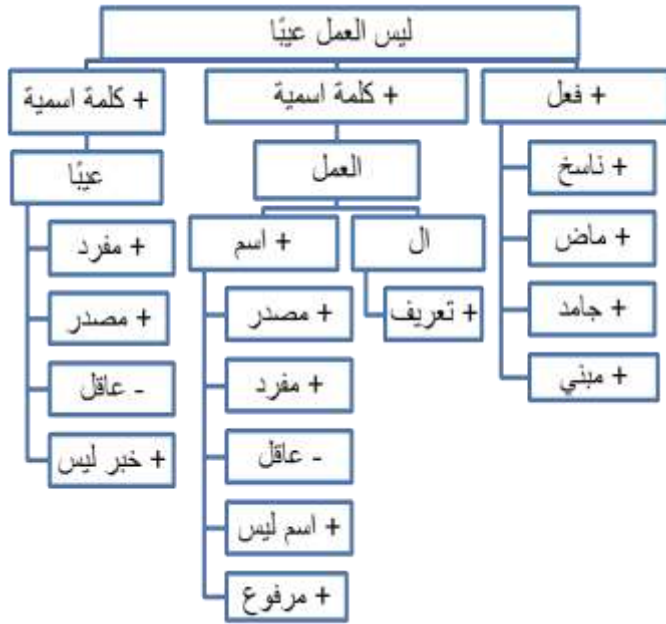 ليس العمل عيبًا
+ فعل
+ ناسخ
+ ماض
+ جامد
+ مبني
+ كلمة اسمية
العمل
ال
+ تعريف
+ اسم
+ مصدر
+ مفرد
- عاقل
+ اسم ليس
+ مرفوع
+ كلمة اسمية
عيبًا
+ مفرد
+ مصدر
- عاقل
+ خبر ليس